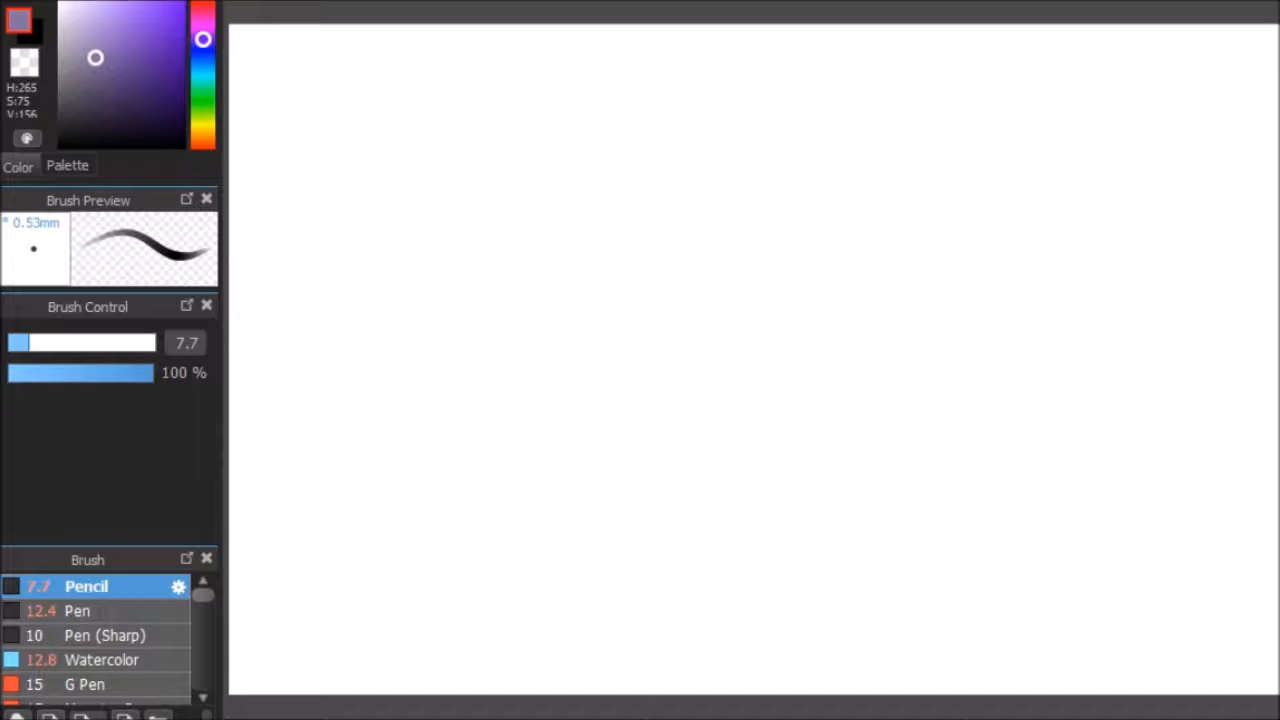 H:265
S:75
V:156
Color Palette
Brush Preview
0.53mm
Brush Control
7.7
100 %
Brush
7.7 Pencil
12.4 Pen
10 Pen (Sharp)
12.8 Watercolor
15 G Pen